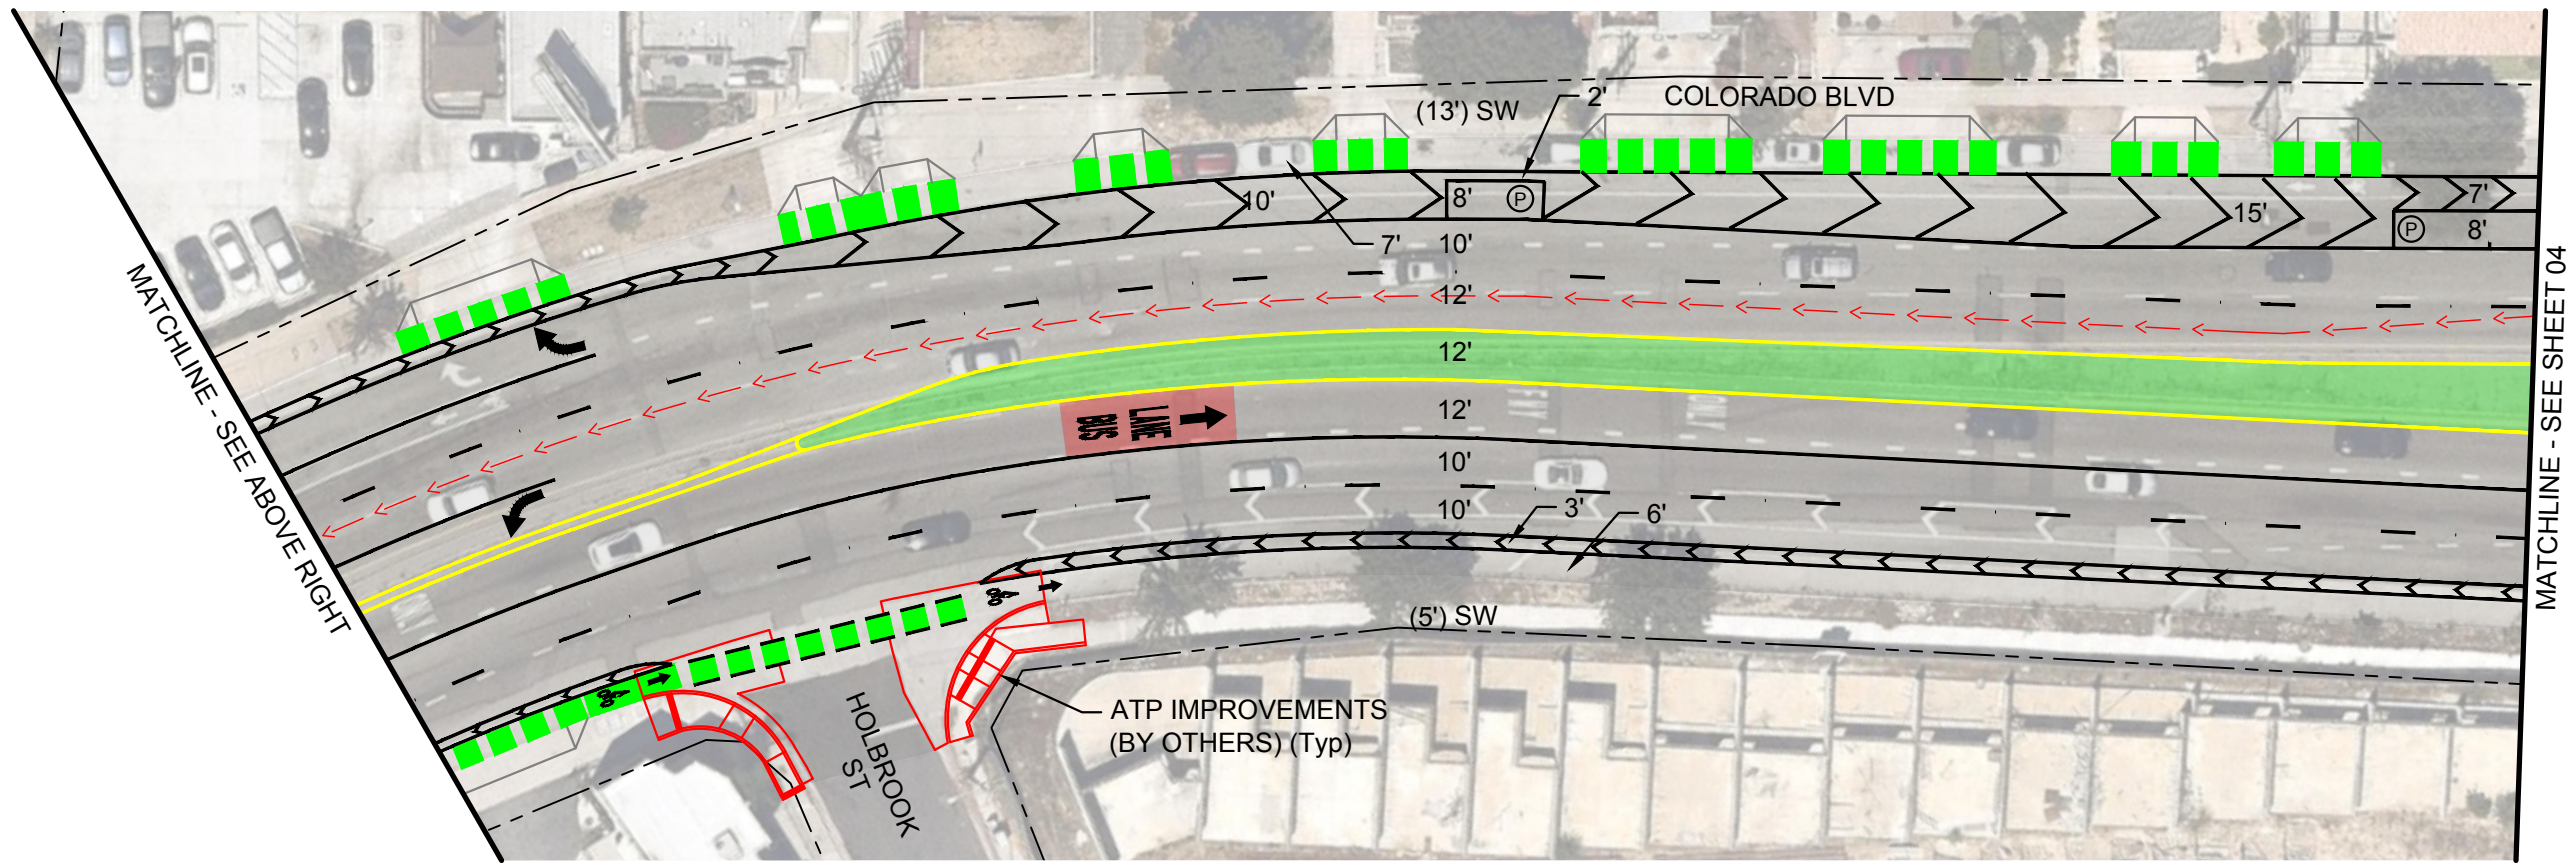 (13') SW
2'
COLORADO BLVD
10'
8'
P
7'
10'
15'
7'
P
8'
12'
12'
BUS
LANE
12'
10'
10'
3'
6'
(5') SW
MATCHLINE - SEE ABOVE RIGHT
MATCHLINE - SEE SHEET 04
HOLBROOK
ST
ATP IMPROVEMENTS
(BY OTHERS) (Typ)
ONLY